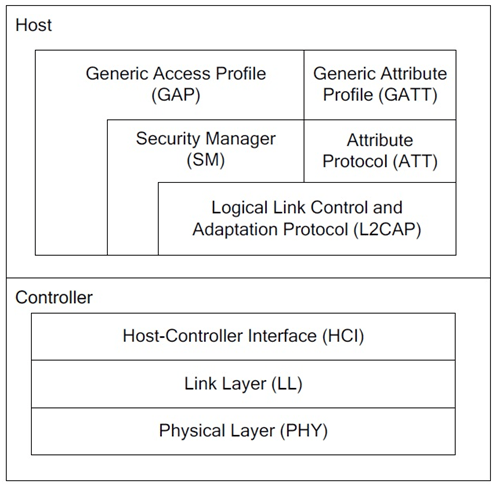 Host
Generic Access Profile
(GAP)
Generic Attribute
Profile (GATT)
Security Manager
(SM)
Attribute
Protocol (ATT)
Logical Link Control and
Adaptation Protocol (L2CAP)
Controller
Host-Controller Interface (HCI)
Link Layer (LL)
Physical Layer (PHY)